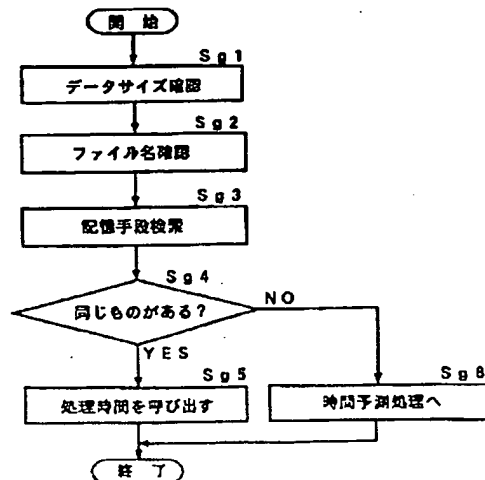 開 始
Sg1
データサイズ確認
Sg2
ファイル名確認
Sg3
記憶手段検索
Sg4
同じものがある?
NO
YES
Sg5
処理時間を呼び出す
Sg6
時間予測処理へ
終 了